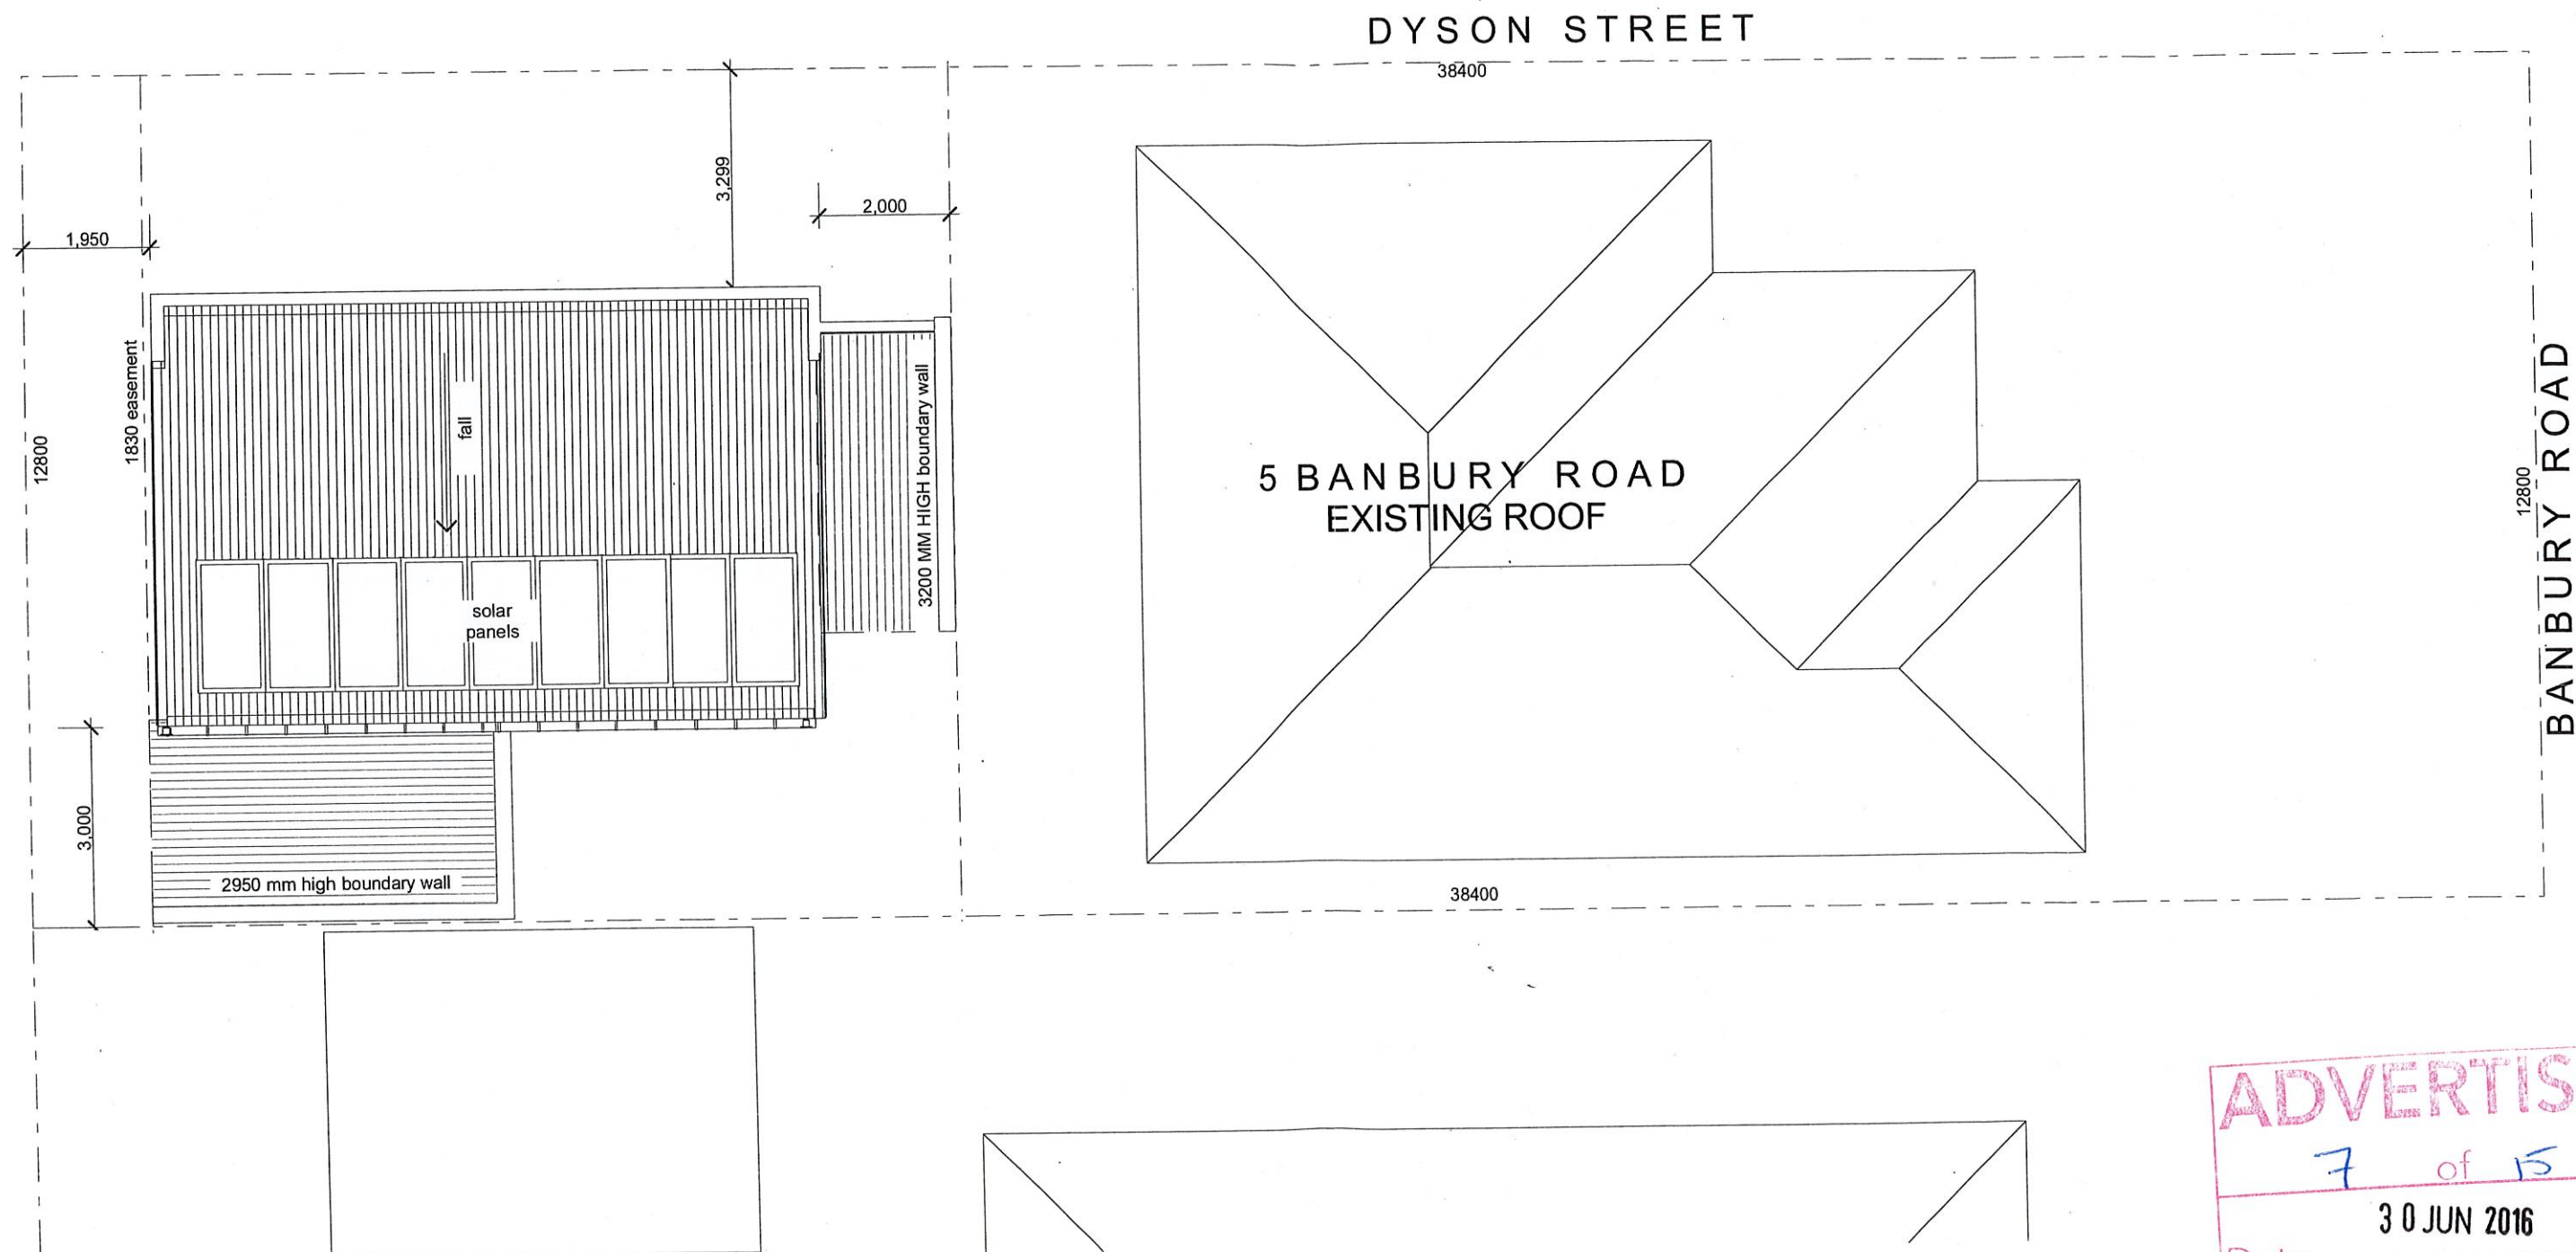 DYSON STREET
38400
3,299
2,000
1,950
1830 easement
12800
fall
3200 MM HIGH boundary wall
5 BANBURY ROAD
EXISTING ROOF
12800
BANBURY ROAD
solar
panels
3,000
2950 mm high boundary wall
38400
ADVERTIS
7 of 15
30 JUN 2016